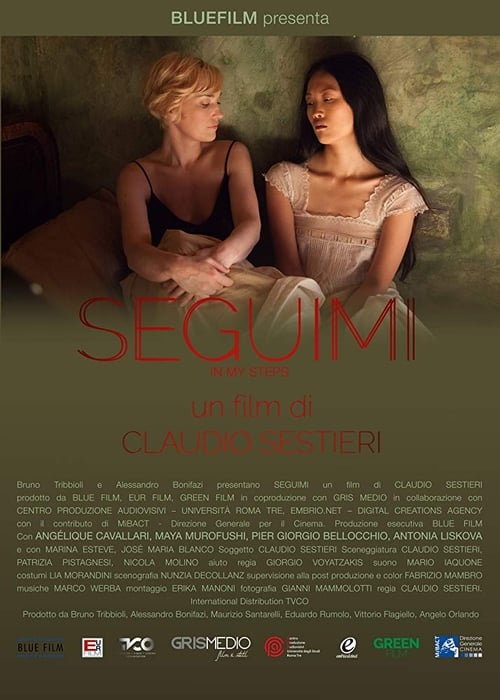 BLUEFILM presenta
SEGUIMI
IN MY STEPS
un film di
CLAUDIO SESTIERI
Bruno Tribbioli e Alessandro Bonifazi presentano SEGUIMI un film di CLAUDIO SESTIERI
prodotto da BLUE FILM, EUR FILM, GREEN FILM in coproduzione con GRIS MEDIO in collaborazione con
CENTRO PRODUZIONE AUDIOVISIVI – UNIVERSITÀ ROMA TRE, EMBRIO.NET – DIGITAL CREATIONS AGENCY
con il contributo di MiBACT - Direzione Generale per il Cinema. Produzione esecutiva BLUE FILM
Con ANGÉLIQUE CAVALLARI, MAYA MUROFUSHI, PIER GIORGIO BELLOCCHIO, ANTONIA LISKOVA
e con MARINA ESTEVE, JOSÉ MARIA BLANCO Soggetto CLAUDIO SESTIERI Sceneggiatura CLAUDIO SESTIERI,
PATRIZIA PISTAGNESI, NICOLA MOLINO aiuto regia GIORGIO VOYATZAKIS suono MARIO IAQUONE
costumi LIA MORANDINI scenografia NUNZIA DECOLLANZ supervisione alla post produzione e color FABRIZIO MAMBRO
musiche MARCO WERBA montaggio ERIKA MANONI fotografia GIANNI MAMMOLOTTI regia CLAUDIO SESTIERI.
International Distribution TVCO
Prodotto da Bruno Tribbioli, Alessandro Bonifazi, Maurizio Santarelli, Eduardo Rumolo, Vittorio Flagiello, Angelo Orlando
BLUE FILM
TVCO
GRISMEDIO
film & still
GREEN
FILM
MiBACT
Direzione
Generale
CINEMA